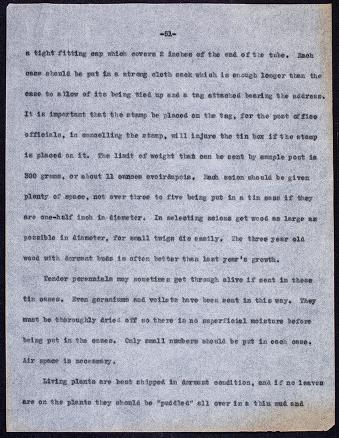 -51-
a tight fitting cap which covers 2 inches of the end of the tube. Each
case should be put in a strong cloth sack which is enough longer than the
case to allow of its being tied up and a tag attached bearing the address.
It is important that the stamp be placed on the tag, for the post office
officials, in cancelling the stamp, will injure the tin box if the stamp
is placed on it. The limit of weight that can be sent by sample post is
300 grams, or about 11 ounces avoirdupois. Each scion should be given
plenty of space, not over three to five being put in a tin case if they
are one-half inch in diameter. In selecting scions get wood as large as
possible in diameter, for small twigs die easily. The three year old
wood with dormant buds is often better than last year's growth.
Tender perennials may sometimes get through alive if sent in these
tin cases. Even geraniums and voilets have been sent in this way. They
must be thoroughly dried off so there is no superficial moisture before
being put in the cases. Only small numbers should be put in each case.
Air space is necessary.
Living plants are best shipped in dormant condition, and if no leaves
are on the plants they should be "puddled" all over in a thin mud and